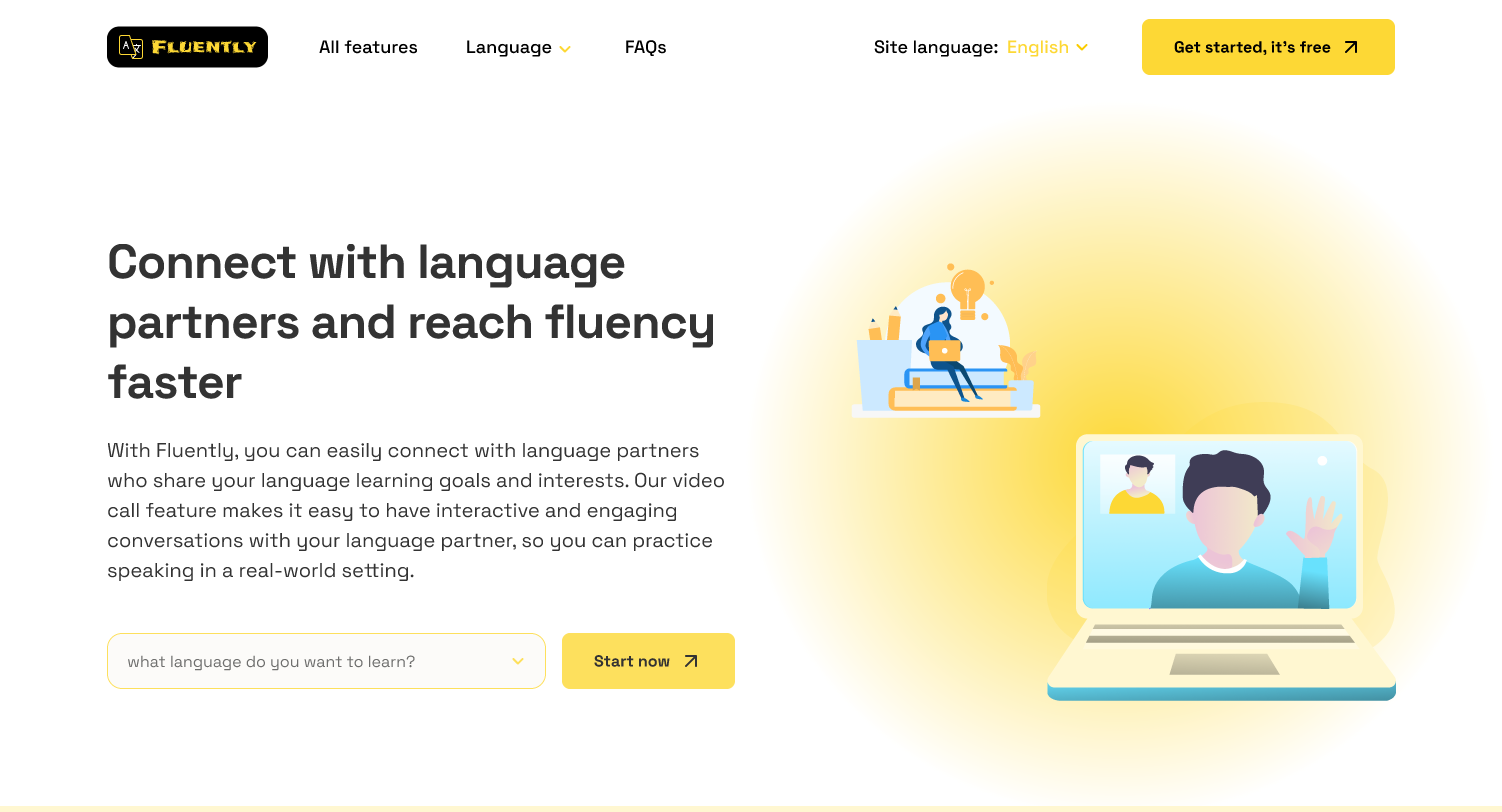 A
FLUENTLY
All features
Language
FAQs
Site language: English
Get started, it's free
Connect with language
partners and reach fluency
faster
With Fluently, you can easily connect with language partners
who share your language learning goals and interests. Our video
call feature makes it easy to have interactive and engaging
conversations with your language partner, so you can practice
speaking in a real-world setting.
what language do you want to learn?
Start now